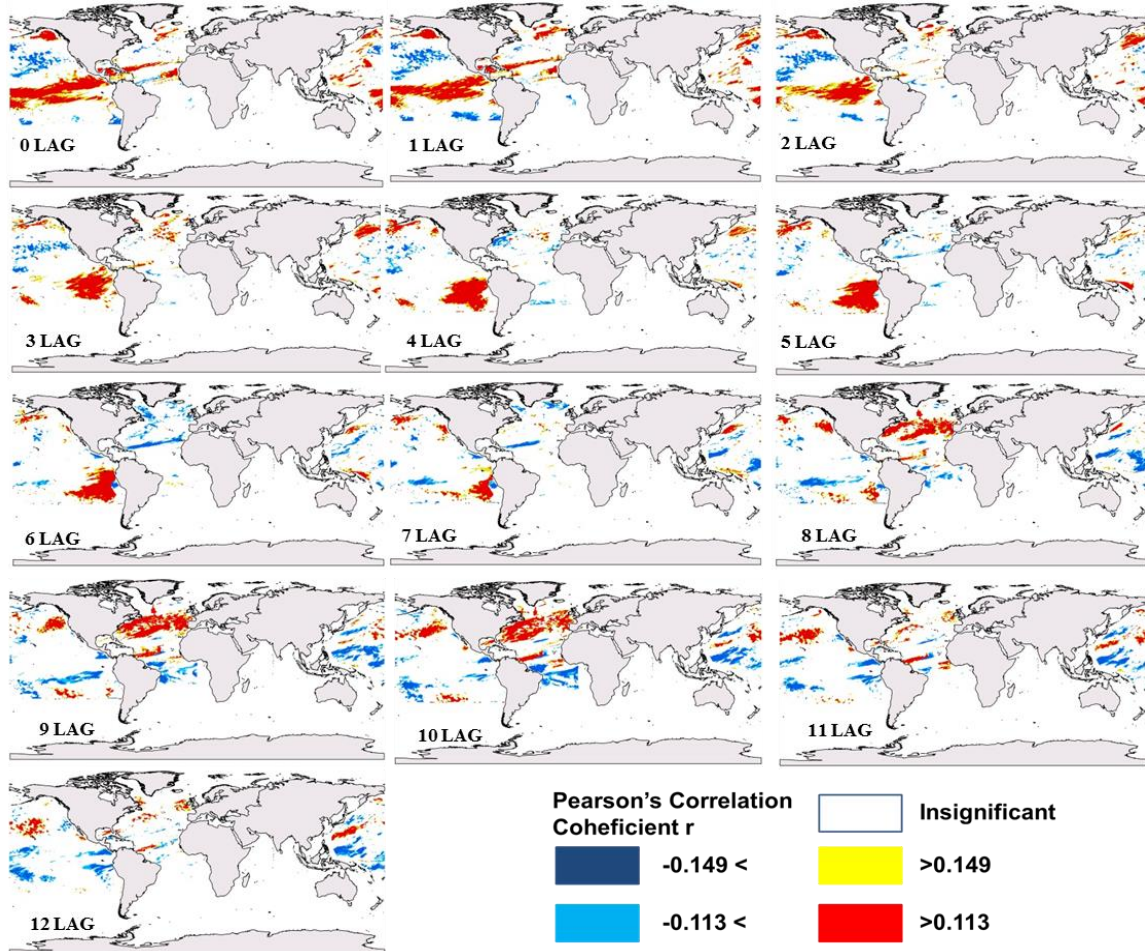 0 LAG
1 LAG
2 LAG
3 LAG
4 LAG
5 LAG
6 LAG
7 LAG
8 LAG
9 LAG
10 LAG
11 LAG
12 LAG
Pearson's Correlation
Coheficient r
Insignificant
-0.149 <
>0.149
-0.113 <
>0.113